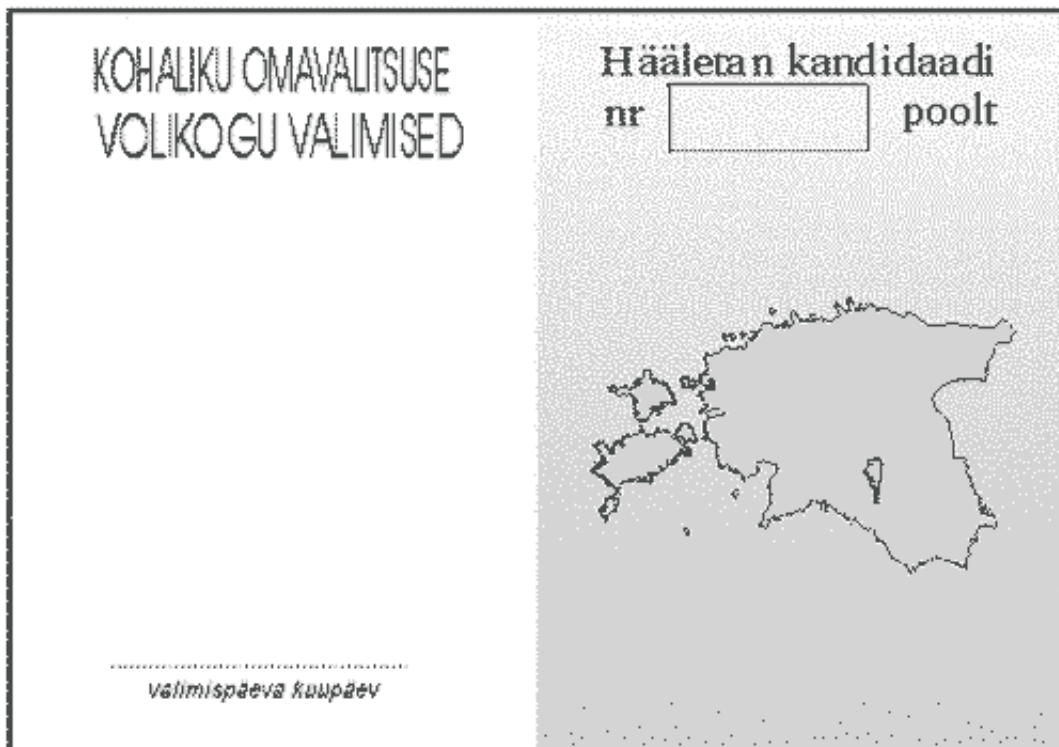 KOHALIKU OMAVALITSUSE
VOLIKOGU VALIMISED
valimispäeva kuupäev
Hääletan kandidaadi
nr poolt